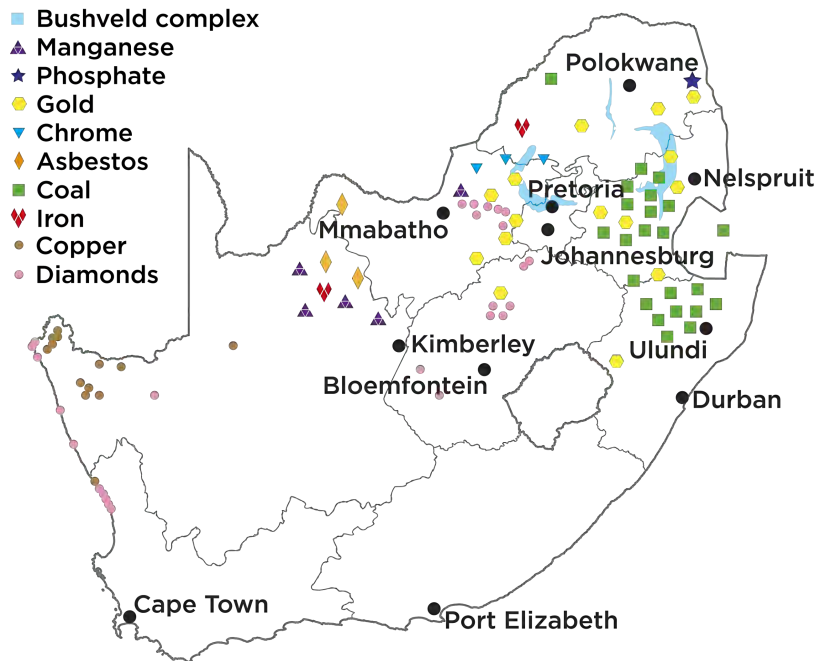 Bushveld complex
Manganese
Phosphate
Gold
Chrome
Asbestos
Coal
Iron
Copper
Diamonds
Polokwane
Nelspruit
Pretoria
Mmabatho
Johannesburg
Kimberley
Ulundi
Bloemfontein
Durban
Cape Town
Port Elizabeth